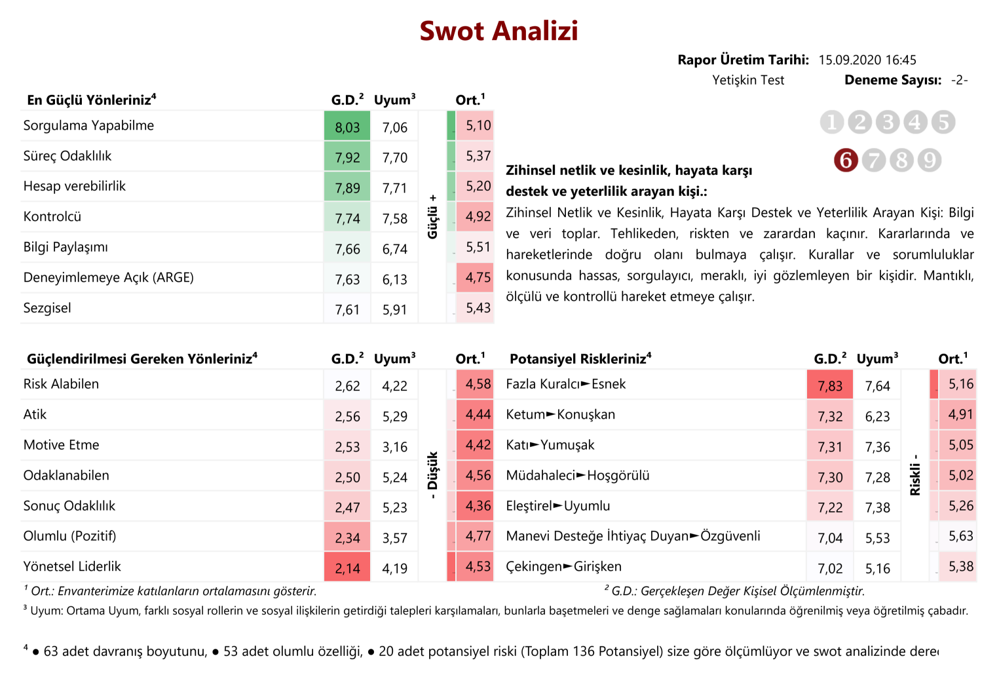 Swot Analizi
Rapor Üretim Tarihi: 15.09.2020 16:45
Yetişkin Test Deneme Sayısı: -2-
En Güçlü Yönleriniz⁴ G.D.² Uyum³ Ort.¹
Sorgulama Yapabilme 8,03 7,06 5,10
Süreç Odaklılık 7,92 7,70 5,37
Hesap verebilirlik 7,89 7,71 5,20
Kontrolcü 7,74 7,58 4,92
Bilgi Paylaşımı 7,66 6,74 5,51
Deneyimlemeye Açık (ARGE) 7,63 6,13 4,75
Sezgisel 7,61 5,91 5,43
Güçlü +
1 2 3 4 5
6 7 8 9
Zihinsel netlik ve kesinlik, hayata karşı
destek ve yeterlilik arayan kişi.:
Zihinsel Netlik ve Kesinlik, Hayata Karşı Destek ve Yeterlilik Arayan Kişi: Bilgi
ve veri toplar. Tehlikeden, riskten ve zarardan kaçınır. Kararlarında ve
hareketlerinde doğru olanı bulmaya çalışır. Kurallar ve sorumluluklar
konusunda hassas, sorgulayıcı, meraklı, iyi gözlemleyen bir kişidir. Mantıklı,
ölçülü ve kontrollü hareket etmeye çalışır.
Güçlendirilmesi Gereken Yönleriniz⁴ G.D.² Uyum³ Ort.¹
Risk Alabilen 2,62 4,22 4,58
Atik 2,56 5,29 4,44
Motive Etme 2,53 3,16 4,42
Odaklanabilen 2,50 5,24 4,56
Sonuç Odaklılık 2,47 5,23 4,36
Olumlu (Pozitif) 2,34 3,57 4,77
Yönetsel Liderlik 2,14 4,19 4,53
- Düşük
Potansiyel Riskleriniz⁴ G.D.² Uyum³ Ort.¹
Fazla Kuralcı►Esnek 7,83 7,64 5,16
Ketum►Konuşkan 7,32 6,23 4,91
Katı►Yumuşak 7,31 7,36 5,05
Müdahaleci►Hoşgörülü 7,30 7,28 5,02
Eleştirel►Uyumlu 7,22 7,38 5,26
Manevi Desteğe İhtiyaç Duyan►Özgüvenli 7,04 5,53 5,63
Çekingen►Girişken 7,02 5,16 5,38
Riskli -
¹ Ort.: Envanterimize katılanların ortalamasını gösterir.
² G.D.: Gerçekleşen Değer Kişisel Ölçümlenmiştir.
³ Uyum: Ortama Uyum, farklı sosyal rollerin ve sosyal ilişkilerin getirdiği talepleri karşılamaları, bunlarla başetmeleri ve denge sağlamaları konularında öğrenilmiş veya öğretilmiş çabadır.
⁴ ● 63 adet davranış boyutunu, ● 53 adet olumlu özelliği, ● 20 adet potansiyel riski (Toplam 136 Potansiyel) size göre ölçümlüyor ve swot analizinde